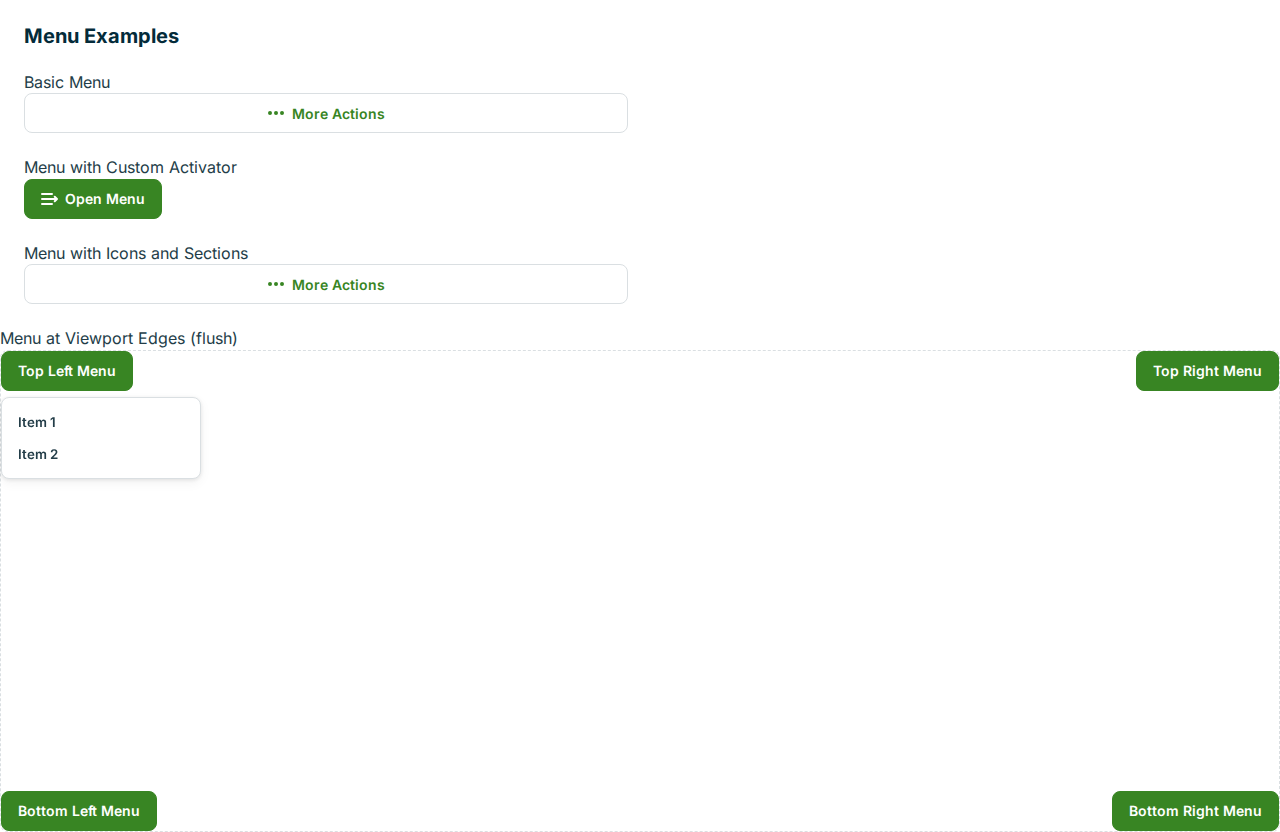 Menu Examples
Basic Menu
More Actions
Menu with Custom Activator
Open Menu
Menu with Icons and Sections
More Actions
Menu at Viewport Edges (flush)
Top Left Menu
Top Right Menu
Item 1
Item 2
Bottom Left Menu
Bottom Right Menu